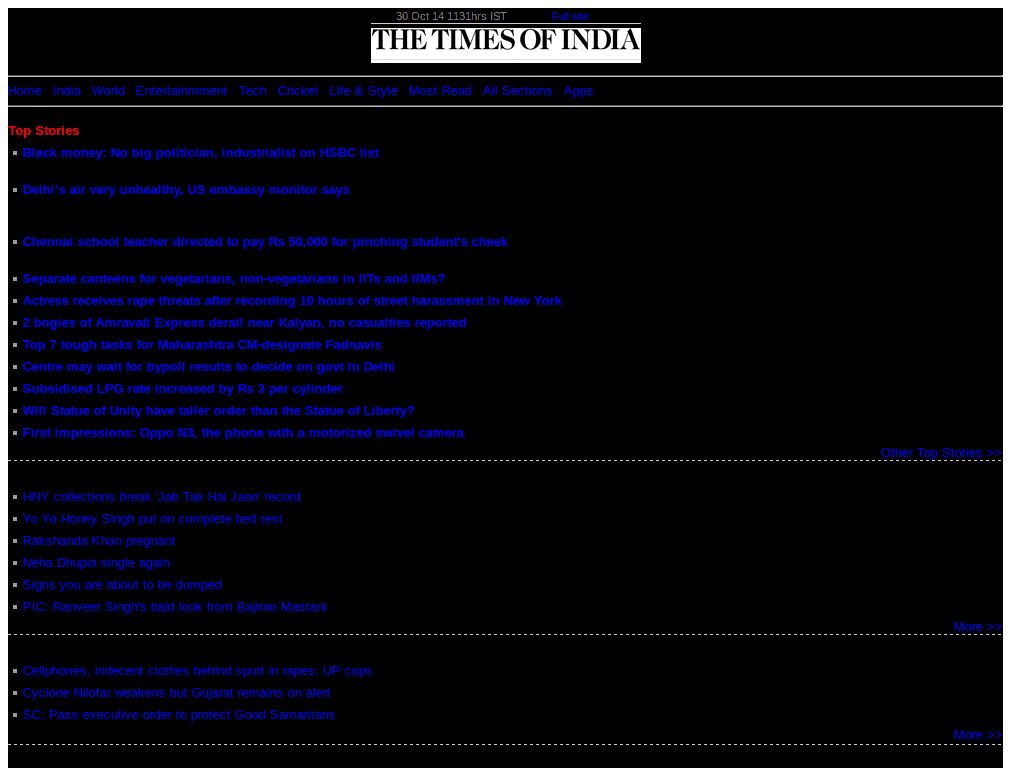 30 Oct 14 1131hrs IST Full site
THE TIMES OF INDIA
Home India World Entertainmment Tech Cricket Life & Style Most Read All Sections Apps
Top Stories
Black money: No big politician, industrialist on HSBC list
Delhi's air very unhealthy, US embassy monitor says
Chennai school teacher directed to pay Rs 50,000 for pinching student's cheek
Separate canteens for vegetarians, non-vegetarians in IITs and IIMs?
Actress receives rape threats after recording 10 hours of street harassment in New York
2 bogies of Amravati Express derail near Kalyan, no casualties reported
Top 7 tough tasks for Maharashtra CM-designate Fadnavis
Centre may wait for bypoll results to decide on govt in Delhi
Subsidised LPG rate increased by Rs 3 per cylinder
Will Statue of Unity have taller order than the Statue of Liberty?
First impressions: Oppo N3, the phone with a motorized swivel camera
Other Top Stories >>
HNY collections break 'Jab Tak Hai Jaan' record
Yo Yo Honey Singh put on complete bed rest
Rakshanda Khan pregnant
Neha Dhupia single again
Signs you are about to be dumped
PIC: Ranveer Singh's bald look from Bajirao Mastani
More >>
Cellphones, indecent clothes behind spurt in rapes: UP cops
Cyclone Nilofar weakens but Gujarat remains on alert
SC: Pass executive order to protect Good Samaritans
More >>